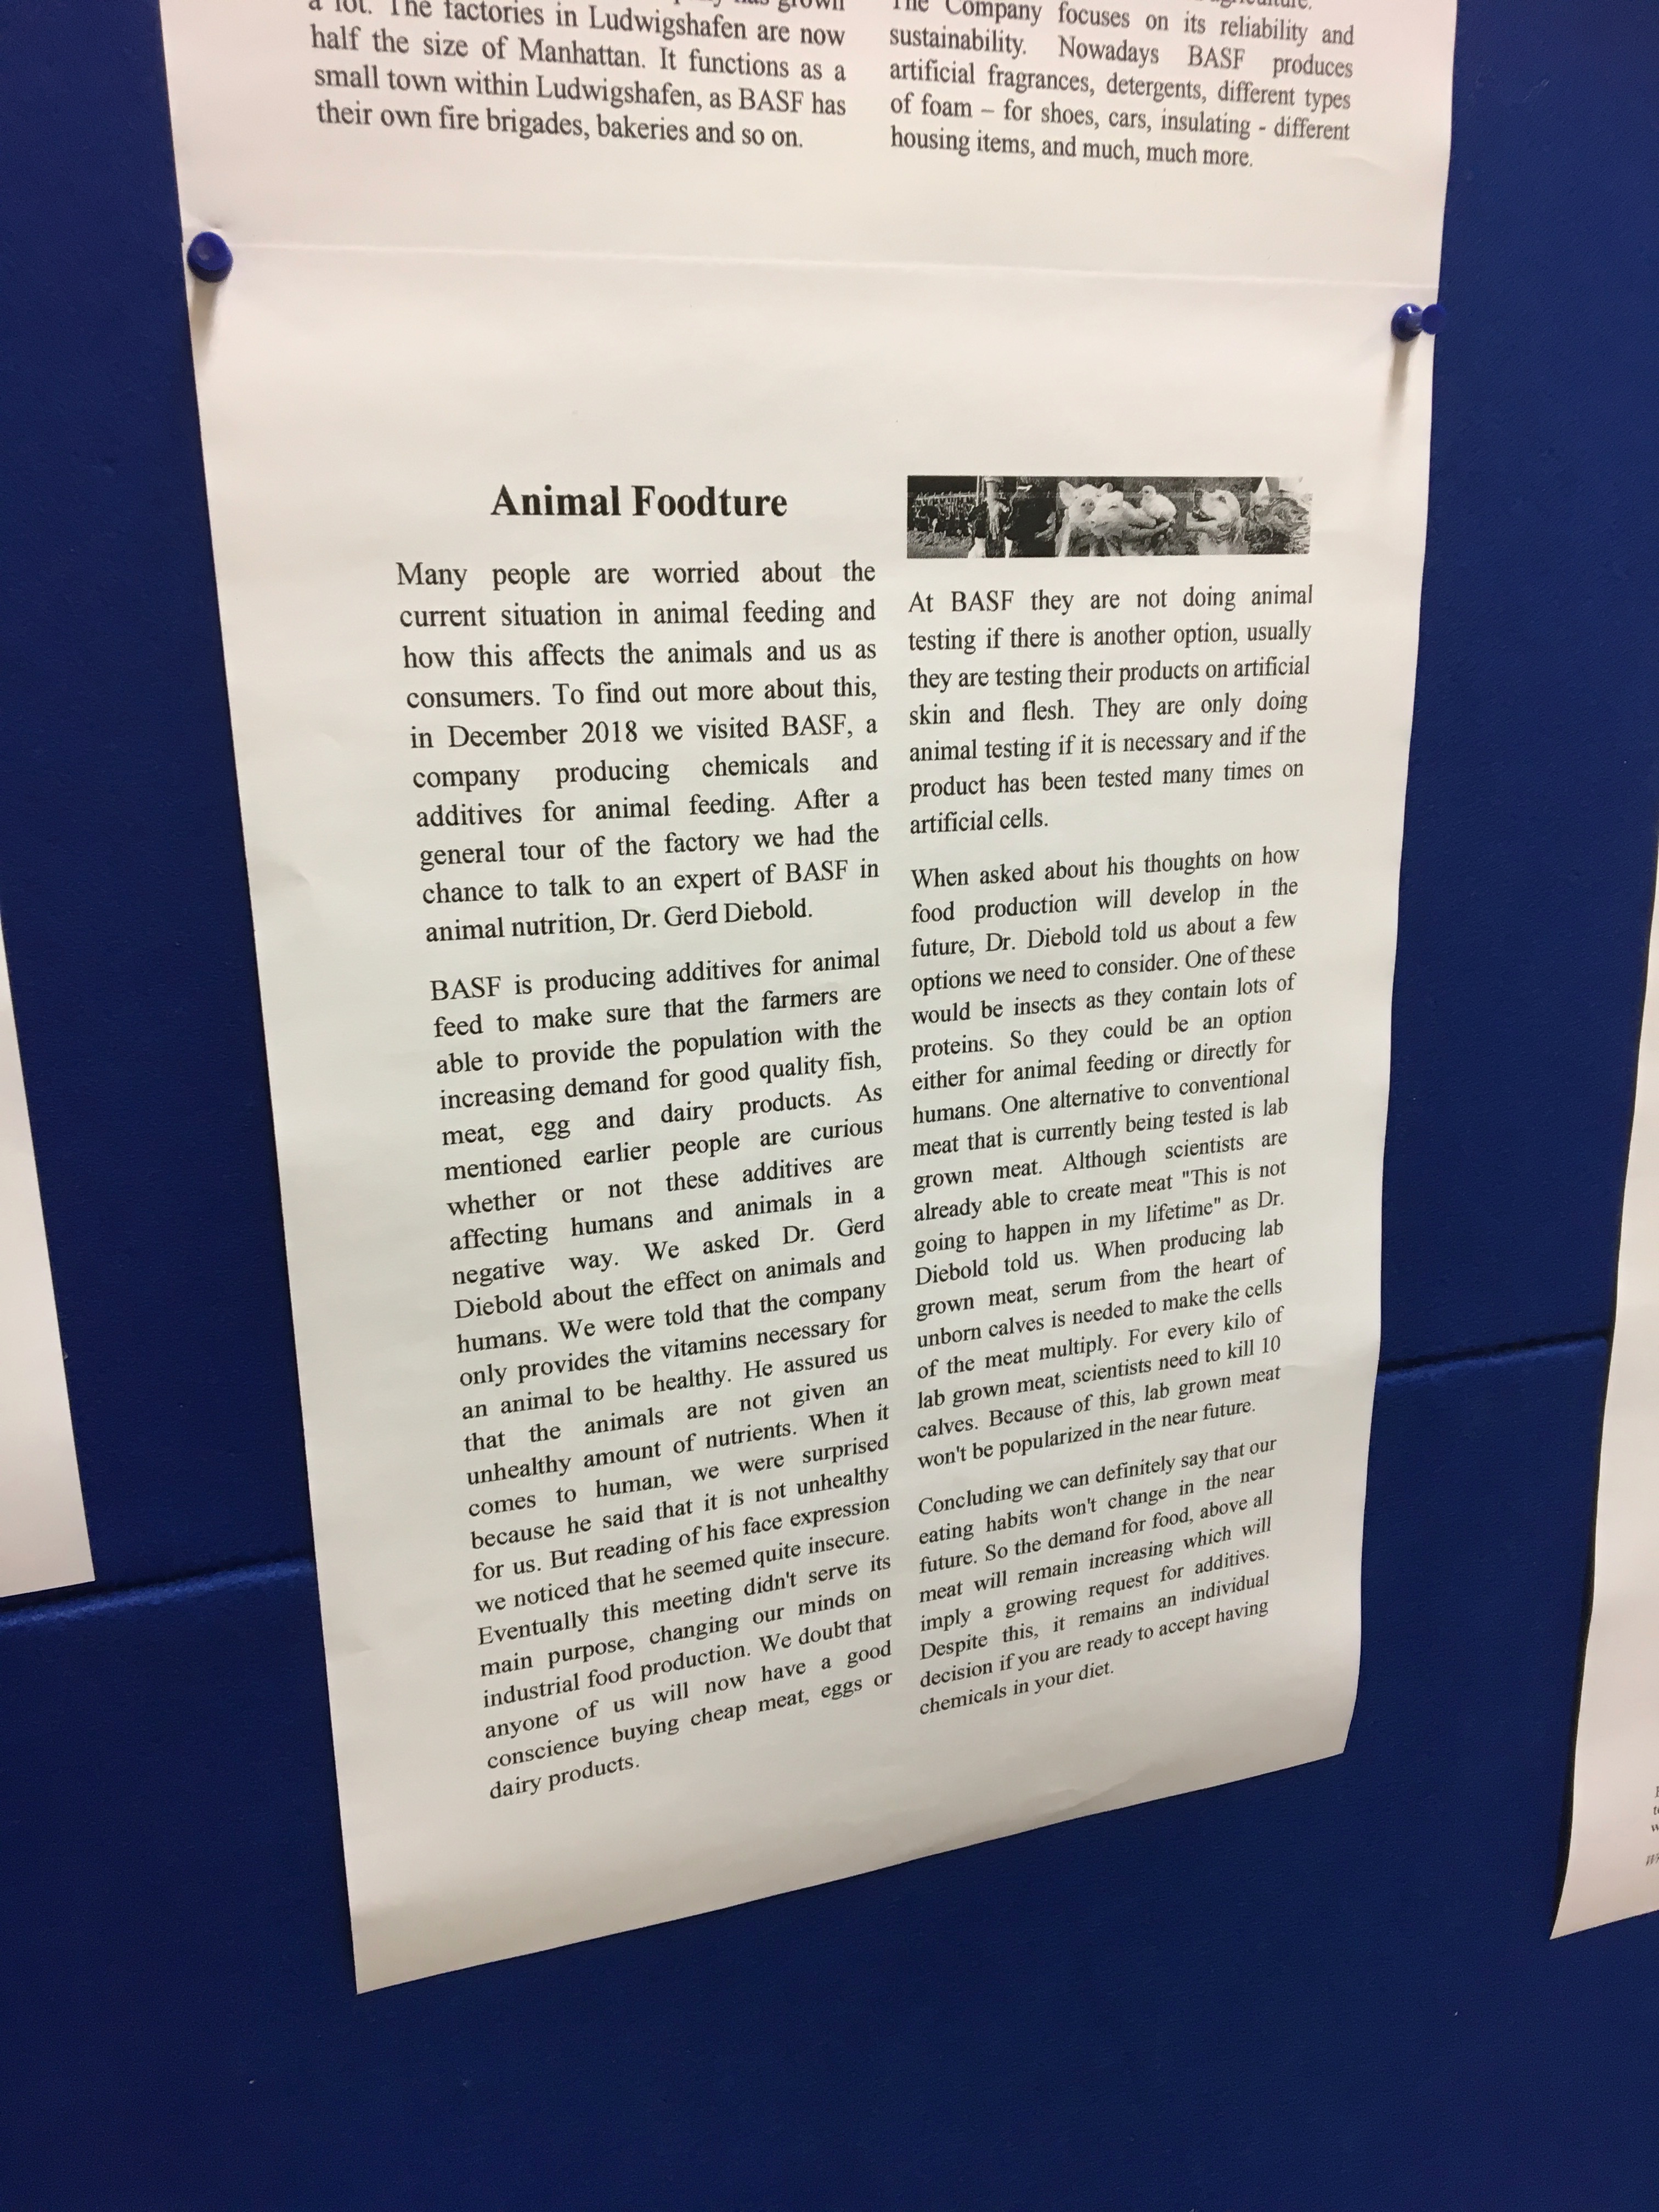 a lot. The factories in Ludwigshafen are now
half the size of Manhattan. It functions as a
small town within Ludwigshafen, as BASF has
their own fire brigades, bakeries and so on.
The Company focuses on its reliability and
sustainability. Nowadays BASF produces
artificial fragrances, detergents, different types
of foam – for shoes, cars, insulating - different
housing items, and much, much more.
Animal Foodture
Many people are worried about the
current situation in animal feeding and
how this affects the animals and us as
consumers. To find out more about this,
in December 2018 we visited BASF, a
company producing chemicals and
additives for animal feeding. After a
general tour of the factory we had the
chance to talk to an expert of BASF in
animal nutrition, Dr. Gerd Diebold.
BASF is producing additives for animal
feed to make sure that the farmers are
able to provide the population with the
increasing demand for good quality fish,
meat, egg and dairy products. As
mentioned earlier people are curious
whether or not these additives are
affecting humans and animals in a
negative way. We asked Dr. Gerd
Diebold about the effect on animals and
humans. We were told that the company
only provides the vitamins necessary for
an animal to be healthy. He assured us
that the animals are not given an
unhealthy amount of nutrients. When it
comes to human, we were surprised
because he said that it is not unhealthy
for us. But reading of his face expression
we noticed that he seemed quite insecure.
Eventually this meeting didn't serve its
main purpose, changing our minds on
industrial food production. We doubt that
anyone of us will now have a good
conscience buying cheap meat, eggs or
dairy products.
At BASF they are not doing animal
testing if there is another option, usually
they are testing their products on artificial
skin and flesh. They are only doing
animal testing if it is necessary and if the
product has been tested many times on
artificial cells.
When asked about his thoughts on how
food production will develop in the
future, Dr. Diebold told us about a few
options we need to consider. One of these
would be insects as they contain lots of
proteins. So they could be an option
either for animal feeding or directly for
humans. One alternative to conventional
meat that is currently being tested is lab
grown meat. Although scientists are
already able to create meat "This is not
going to happen in my lifetime" as Dr.
Diebold told us. When producing lab
grown meat, serum from the heart of
unborn calves is needed to make the cells
of the meat multiply. For every kilo of
lab grown meat, scientists need to kill 10
calves. Because of this, lab grown meat
won't be popularized in the near future.
Concluding we can definitely say that our
eating habits won't change in the near
future. So the demand for food, above all
meat will remain increasing which will
imply a growing request for additives.
Despite this, it remains an individual
decision if you are ready to accept having
chemicals in your diet.